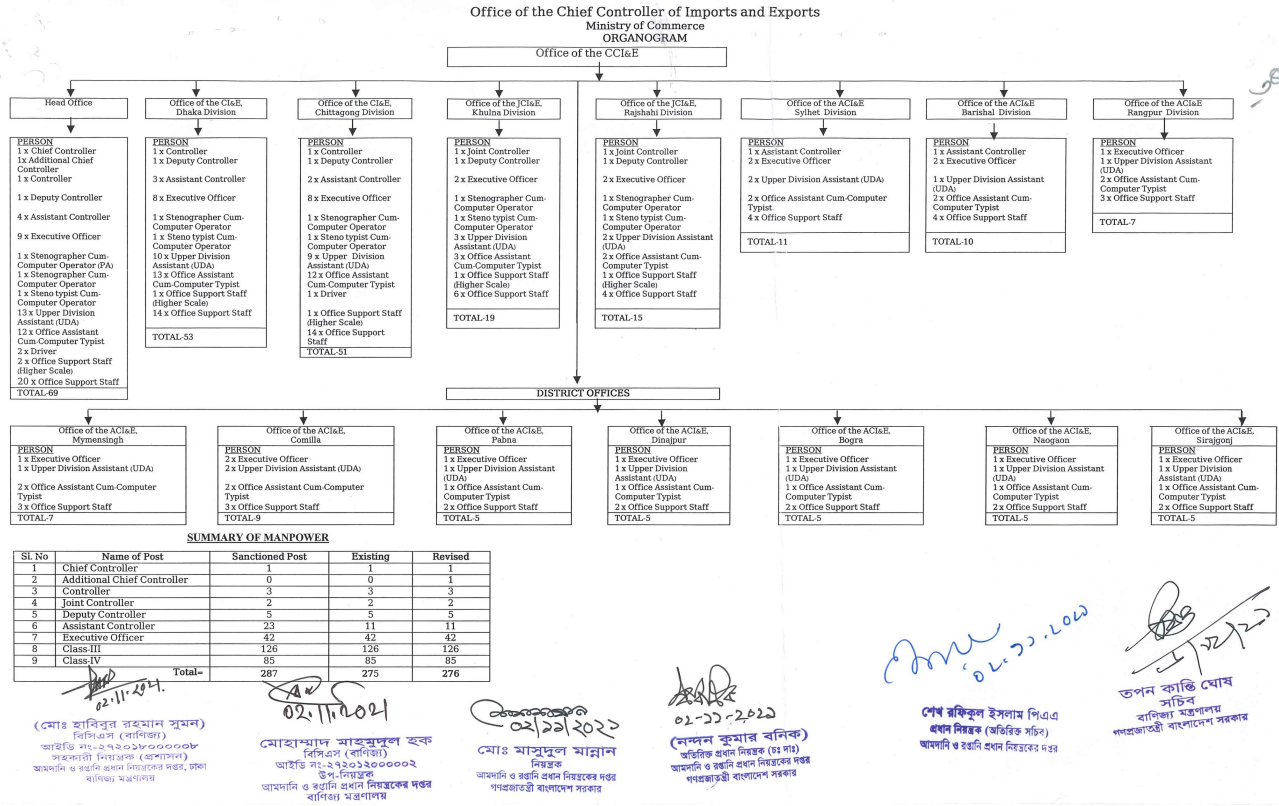 Office of the Chief Controller of Imports and Exports
Ministry of Commerce
ORGANOGRAM
Office of the CCI&E
Head Office
PERSON
1 x Chief Controller
1x Additional Chief
Controller
1 x Controller
1 x Deputy Controller
4 x Assistant Controller
9 x Executive Officer
1 x Stenographer Cum-
Computer Operator (PA)
1 x Stenographer Cum-
Computer Operator
1 x Steno typist Cum-
Computer Operator
13 x Upper Division
Assistant (UDA)
12 x Office Assistant
Cum-Computer Typist
2 x Driver
2 x Office Support Staff
(Higher Scale)
20 x Office Support Staff
TOTAL-69
Office of the CI&E,
Dhaka Division
PERSON
1 x Controller
1 x Deputy Controller
3 x Assistant Controller
8 x Executive Officer
1 x Stenographer Cum-
Computer Operator
1 x Steno typist Cum-
Computer Operator
10 x Upper Division
Assistant (UDA)
13 x Office Assistant
Cum-Computer Typist
1 x Office Support Staff
(Higher Scale)
14 x Office Support Staff
TOTAL-53
Office of the CI&E,
Chittagong Division
PERSON
1 x Controller
1 x Deputy Controller
2 x Assistant Controller
8 x Executive Officer
1 x Stenographer Cum-
Computer Operator
1 x Steno typist Cum-
Computer Operator
9 x Upper Division
Assistant (UDA)
12 x Office Assistant
Cum-Computer Typist
1 x Driver
1 x Office Support Staff
(Higher Scale)
14 x Office Support
Staff
TOTAL-51
Office of the JCI&E,
Khulna Division
PERSON
1 x Joint Controller
1 x Deputy Controller
2 x Executive Officer
1 x Stenographer Cum-
Computer Operator
1 x Steno typist Cum-
Computer Operator
3 x Upper Division
Assistant (UDA)
3 x Office Assistant
Cum-Computer Typist
1 x Office Support Staff
(Higher Scale)
6 x Office Support Staff
TOTAL-19
Office of the JCI&E,
Rajshahi Division
PERSON
1 x Joint Controller
1 x Deputy Controller
2 x Executive Officer
1 x Stenographer Cum-
Computer Operator
1 x Steno typist Cum-
Computer Operator
2 x Upper Division Assistant
(UDA)
2 x Office Assistant Cum-
Computer Typist
1 x Office Support Staff
(Higher Scale)
4 x Office Support Staff
TOTAL-15
Office of the ACI&E
Sylhet Division
PERSON
1 x Assistant Controller
2 x Executive Officer
2 x Upper Division Assistant (UDA)
2 x Office Assistant Cum-Computer
Typist
4 x Office Support Staff
TOTAL-11
Office of the ACI&E
Barishal Division
PERSON
1 x Assistant Controller
2 x Executive Officer
1 x Upper Division Assistant
(UDA)
2 x Office Assistant Cum-
Computer Typist
4 x Office Support Staff
TOTAL-10
Office of the ACI&E
Rangpur Division
PERSON
1 x Executive Officer
1 x Upper Division Assistant
(UDA)
2 x Office Assistant Cum-
Computer Typist
3 x Office Support Staff
TOTAL-7
DISTRICT OFFICES
Office of the ACI&E,
Mymensingh
PERSON
1 x Executive Officer
1 x Upper Division Assistant (UDA)
2 x Office Assistant Cum-Computer
Typist
3 x Office Support Staff
TOTAL-7
Office of the ACI&E,
Comilla
PERSON
2 x Executive Officer
2 x Upper Division Assistant (UDA)
2 x Office Assistant Cum-Computer
Typist
3 x Office Support Staff
TOTAL-9
Office of the ACI&E,
Pabna
PERSON
1 x Executive Officer
1 x Upper Division Assistant
(UDA)
1 x Office Assistant Cum-
Computer Typist
2 x Office Support Staff
TOTAL-5
Office of the ACI&E,
Dinajpur
PERSON
1 x Executive Officer
1 x Upper Division
Assistant (UDA)
1 x Office Assistant Cum-
Computer Typist
2 x Office Support Staff
TOTAL-5
Office of the ACI&E,
Bogra
PERSON
1 x Executive Officer
1 x Upper Division Assistant
(UDA)
1 x Office Assistant Cum-
Computer Typist
2 x Office Support Staff
TOTAL-5
Office of the ACI&E,
Naogaon
PERSON
1 x Executive Officer
1 x Upper Division Assistant
(UDA)
1 x Office Assistant Cum-
Computer Typist
2 x Office Support Staff
TOTAL-5
Office of the ACI&E,
Sirajgonj
PERSON
1 x Executive Officer
1 x Upper Division
Assistant (UDA)
1 x Office Assistant Cum-
Computer Typist
2 x Office Support Staff
TOTAL-5
SUMMARY OF MANPOWER
Sl. No Name of Post Sanctioned Post Existing Revised
1 Chief Controller 1 1 1
2 Additional Chief Controller 0 0 1
3 Controller 3 3 3
4 Joint Controller 2 2 2
5 Deputy Controller 5 5 5
6 Assistant Controller 23 11 11
7 Executive Officer 42 42 42
8 Class-III 126 126 126
9 Class-IV 85 85 85
Total= 287 275 276
02.11.2021
(মোঃ হাবিবুর রহমান সুমন)
বিসিএস (বাণিজ্য)
আইডি নং-২৭২০১৮০০০০০৮
সহকারী নিয়ন্ত্রক (প্রশাসন)
আমদানি ও রপ্তানি প্রধান নিয়ন্ত্রকের দপ্তর, ঢাকা
বাণিজ্য মন্ত্রণালয়
02.11.2021
মোহাম্মাদ মাহমুদুল হক
বিসিএস (বাণিজ্য)
আইডি নং-২৭২০১২০০০০০২
উপ-নিয়ন্ত্রক
আমদানি ও রপ্তানি প্রধান নিয়ন্ত্রকের দপ্তর
বাণিজ্য মন্ত্রণালয়
০২/১১/২০২১
মোঃ মাসুদুল মান্নান
নিয়ন্ত্রক
আমদানি ও রপ্তানি প্রধান নিয়ন্ত্রকের দপ্তর
গণপ্রজাতন্ত্রী বাংলাদেশ সরকার
০২-১১-২০২১
(নন্দন কুমার বনিক)
অতিরিক্ত প্রধান নিয়ন্ত্রক (চঃ দাঃ)
আমদানি ও রপ্তানি প্রধান নিয়ন্ত্রকের দপ্তর
গণপ্রজাতন্ত্রী বাংলাদেশ সরকার
শেখ রফিকুল ইসলাম পিএএ
প্রধান নিয়ন্ত্রক (অতিরিক্ত সচিব)
আমদানি ও রপ্তানি প্রধান নিয়ন্ত্রকের দপ্তর
তপন কান্তি ঘোষ
সচিব
বাণিজ্য মন্ত্রণালয়
গণপ্রজাতন্ত্রী বাংলাদেশ সরকার